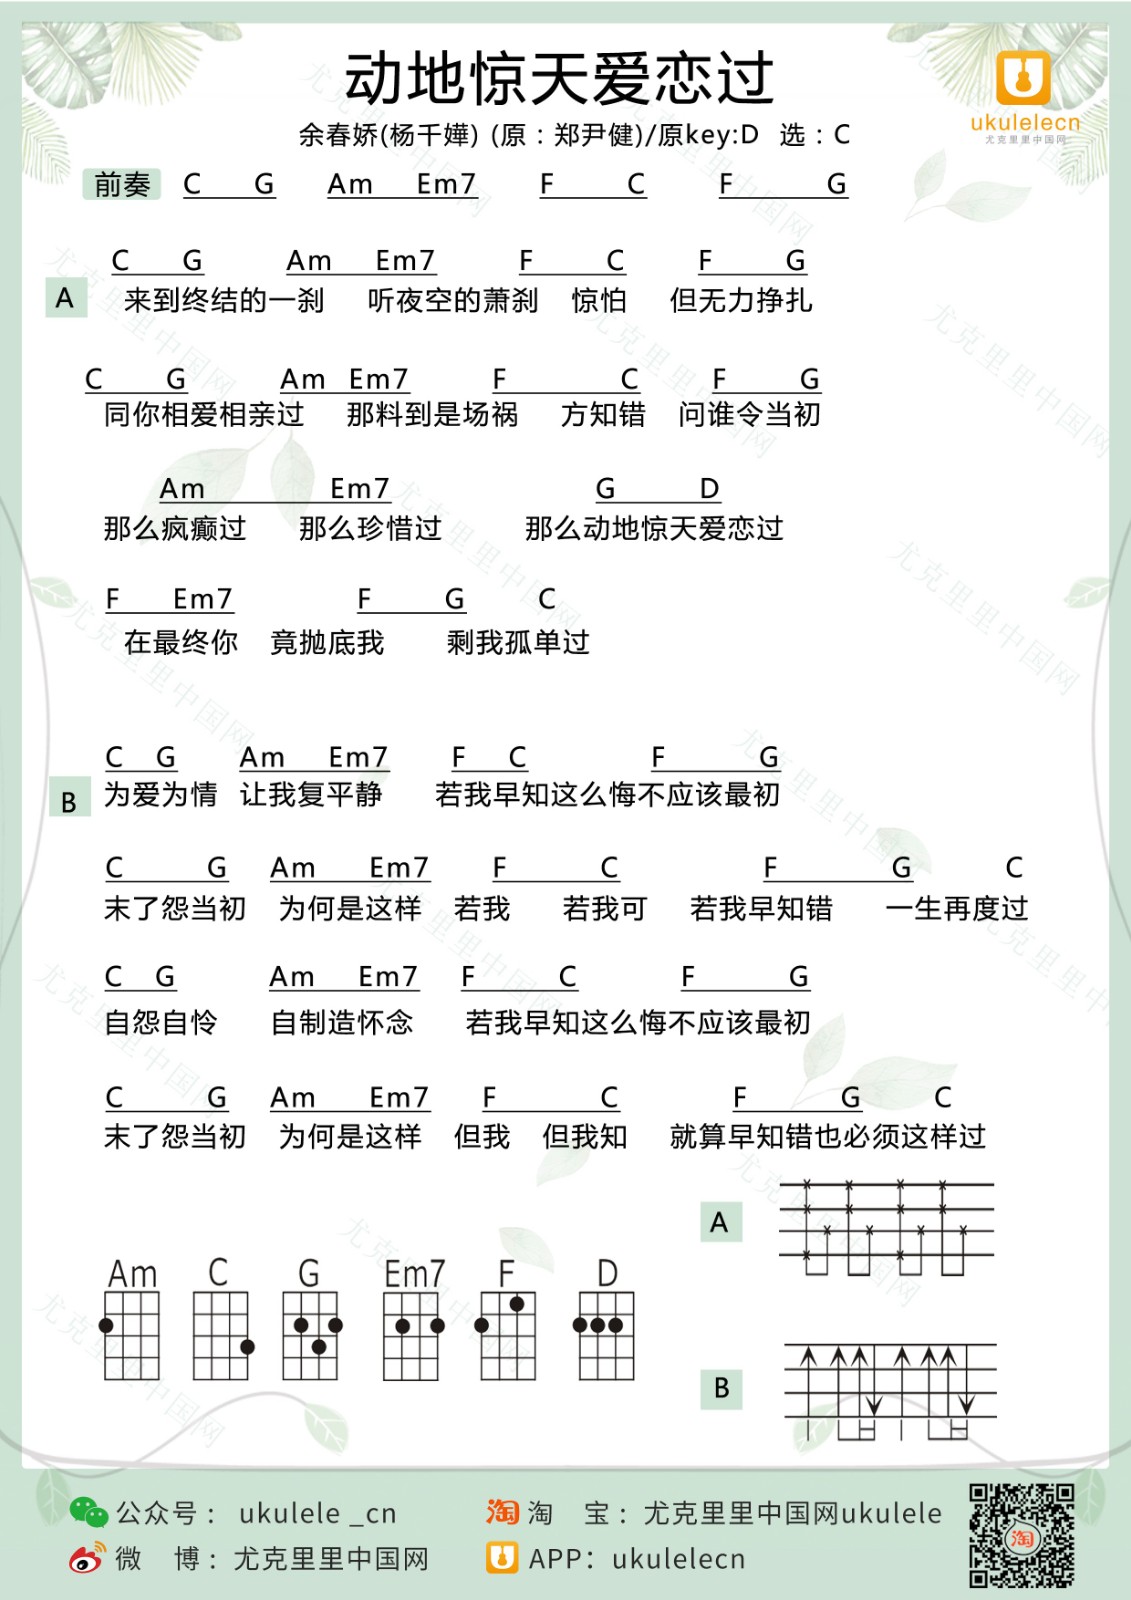 动地惊天爱恋过
ukulelecn
尤克里里中国网
余春娇(杨千嬅) (原：郑尹健)/原key:D 选：C
前奏 C G Am Em7 F C F G
C G Am Em7 F C F G
A 来到终结的一刹 听夜空的萧刹 惊怕 但无力挣扎
C G Am Em7 F C F G
同你相爱相亲过 那料到是场祸 方知错 问谁令当初
Am Em7 G D
那么疯癫过 那么珍惜过 那么动地惊天爱恋过
F Em7 F G C
在最终你 竟抛底我 剩我孤单过
C G Am Em7 F C F G
B 为爱为情 让我复平静 若我早知这么悔不应该最初
C G Am Em7 F C F G C
末了怨当初 为何是这样 若我 若我可 若我早知错 一生再度过
C G Am Em7 F C F G
自怨自怜 自制造怀念 若我早知这么悔不应该最初
C G Am Em7 F C F G C
末了怨当初 为何是这样 但我 但我知 就算早知错也必须这样过
A
Am C G Em7 F D
B
公众号： ukulele _cn
淘 淘 宝：尤克里里中国网ukulele
微 博：尤克里里中国网
APP：ukulelecn
淘